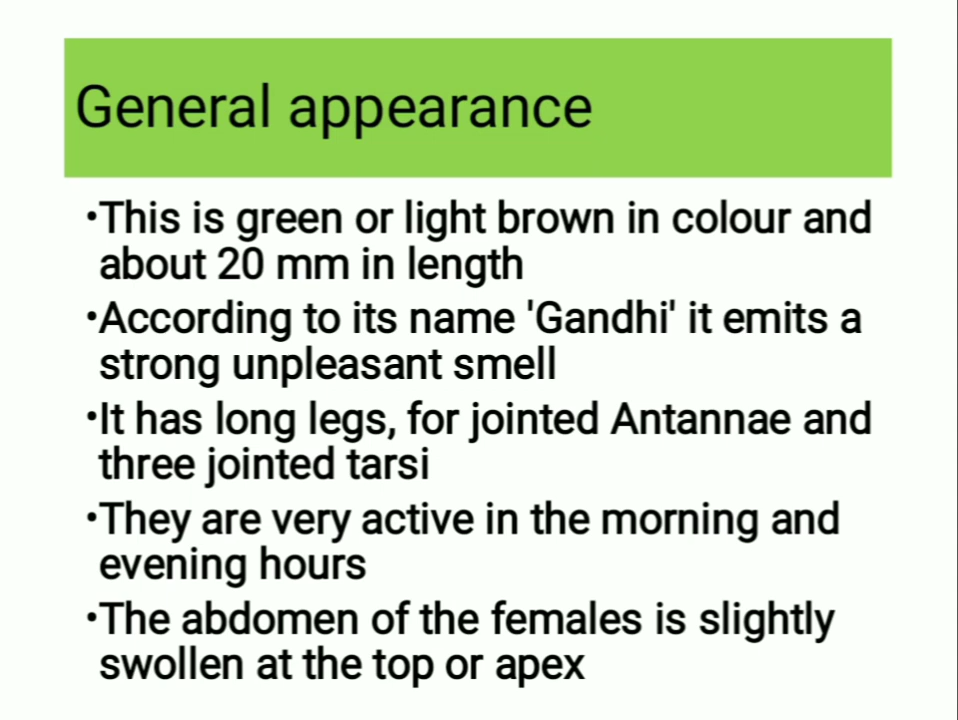 General appearance
•This is green or light brown in colour and
about 20 mm in length
•According to its name 'Gandhi' it emits a
strong unpleasant smell
•It has long legs, for jointed Antannae and
three jointed tarsi
•They are very active in the morning and
evening hours
•The abdomen of the females is slightly
swollen at the top or apex